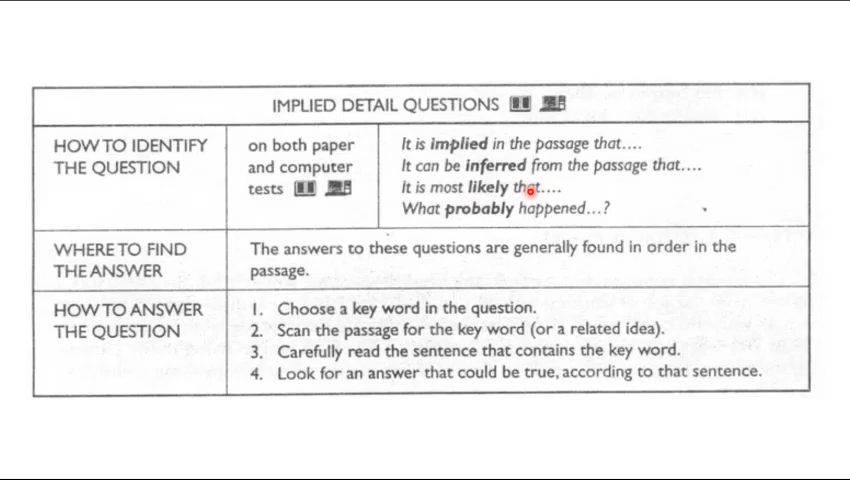 IMPLIED DETAIL QUESTIONS
HOW TO IDENTIFY
THE QUESTION
on both paper
and computer
tests
It is implied in the passage that....
It can be inferred from the passage that....
It is most likely that....
What probably happened...?
WHERE TO FIND
THE ANSWER
The answers to these questions are generally found in order in the
passage.
HOW TO ANSWER
THE QUESTION
1. Choose a key word in the question.
2. Scan the passage for the key word (or a related idea).
3. Carefully read the sentence that contains the key word.
4. Look for an answer that could be true, according to that sentence.